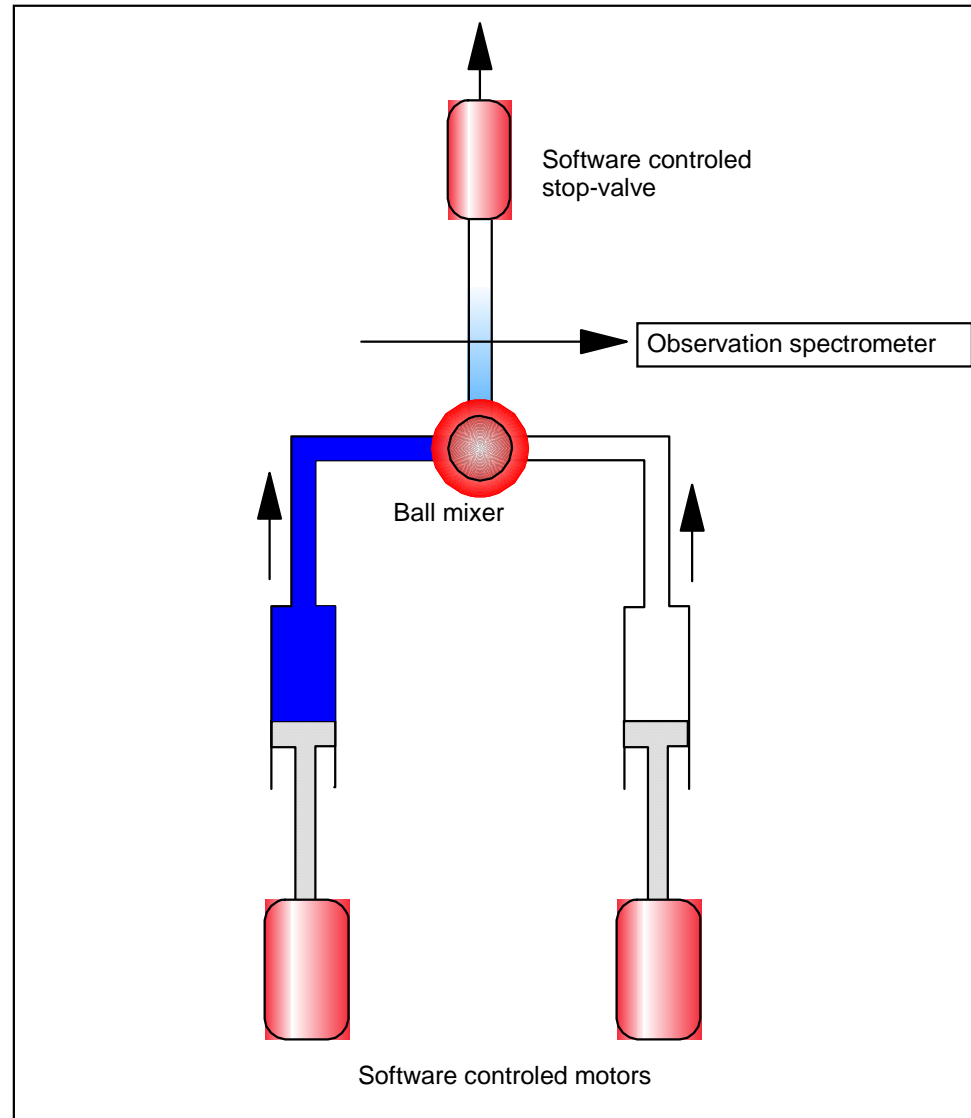 Software controled
stop-valve
Observation spectrometer
Ball mixer
Software controled motors